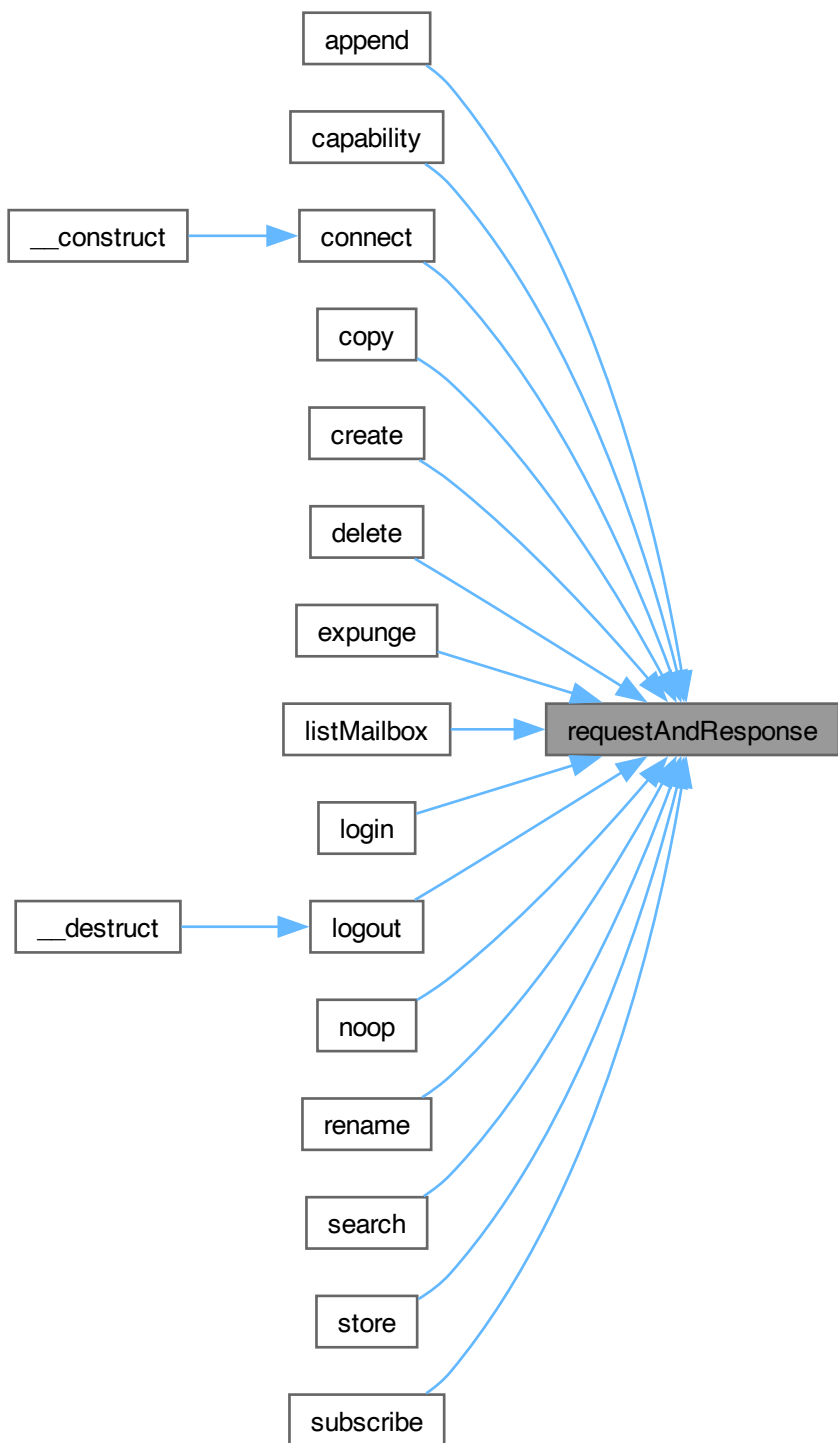 append
capability
__construct
connect
copy
create
delete
expunge
listMailbox
requestAndResponse
login
__destruct
logout
noop
rename
search
store
subscribe